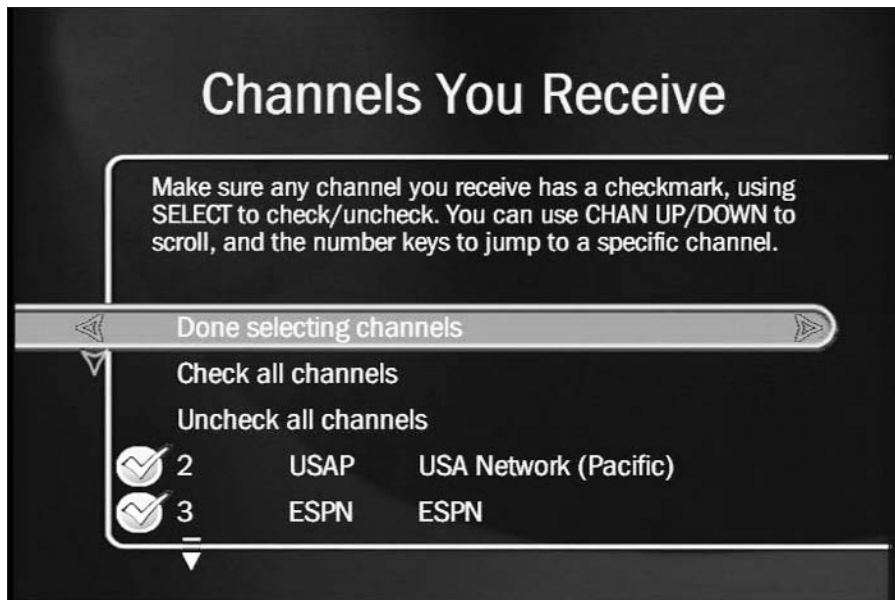 Channels You Receive
Make sure any channel you receive has a checkmark, using
SELECT to check/uncheck. You can use CHAN UP/DOWN to
scroll, and the number keys to jump to a specific channel.
Done selecting channels
Check all channels
Uncheck all channels
2 USAP USA Network (Pacific)
3 ESPN ESPN